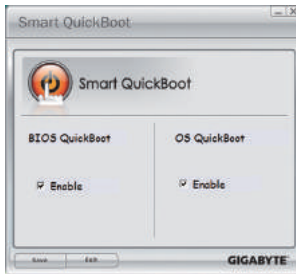 Smart QuickBoot
Smart QuickBoot
BIOS QuickBoot
OS QuickBoot
Enable
Enable
Save
Exit
GIGABYTE